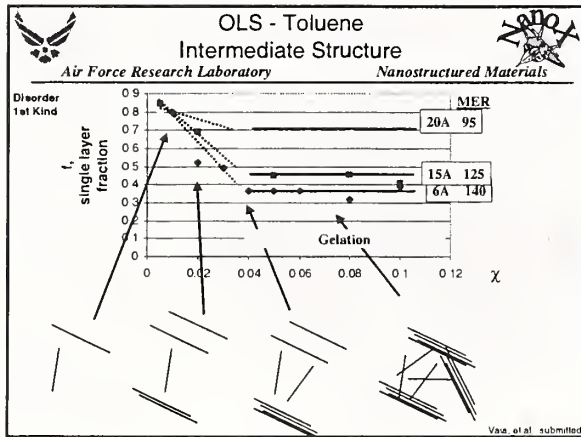 OLS - Toluene
Intermediate Structure
NanoX
Air Force Research Laboratory
Nanostructured Materials
Disorder
1st Kind
f,
single layer
fraction
0 9
0 8
0.7
0 6
0 5
0 4
0 3
0 2
0 1
0
MER
20A 95
15A 125
6A 140
Gelation
0
0.02
0 04
0 06
0 08
0.1
0 12
χ
Vaia, et al submitted